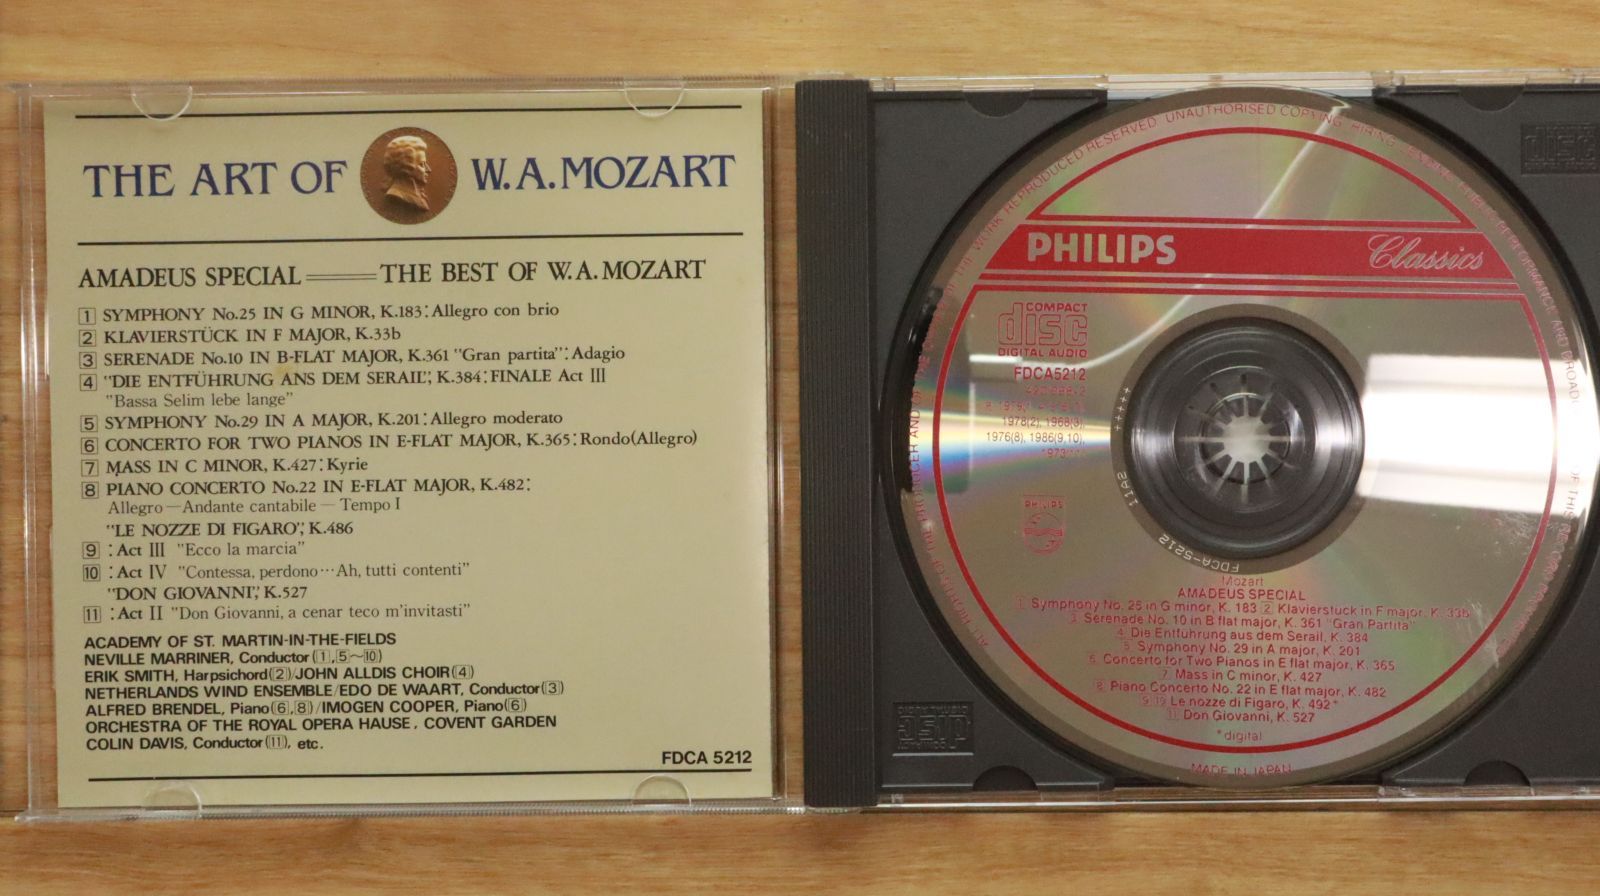 THE ART OF W.A.MOZART
AMADEUS SPECIAL THE BEST OF W.A.MOZART
1 SYMPHONY No.25 IN G MINOR, K.183: Allegro con brio
2 KLAVIERSTÜCK IN F MAJOR, K.33b
3 SERENADE No.10 IN B-FLAT MAJOR, K.361 "Gran partita": Adagio
4 "DIE ENTFÜHRUNG ANS DEM SERAIL", K.384: FINALE Act III
"Bassa Selim lebe lange"
5 SYMPHONY No.29 IN A MAJOR, K.201: Allegro moderato
6 CONCERTO FOR TWO PIANOS IN E-FLAT MAJOR, K.365: Rondo(Allegro)
7 MASS IN C MINOR, K.427: Kyrie
8 PIANO CONCERTO No.22 IN E-FLAT MAJOR, K.482:
Allegro — Andante cantabile — Tempo I
"LE NOZZE DI FIGARO", K.486
9 : Act III "Ecco la marcia"
10 : Act IV "Contessa, perdono…Ah, tutti contenti"
"DON GIOVANNI", K.527
11 : Act II "Don Giovanni, a cenar teco m'invitasti"
ACADEMY OF ST. MARTIN-IN-THE-FIELDS
NEVILLE MARRINER, Conductor(1,5~10)
ERIK SMITH, Harpsichord(2)/JOHN ALLDIS CHOIR(4)
NETHERLANDS WIND ENSEMBLE/EDO DE WAART, Conductor(3)
ALFRED BRENDEL, Piano(6,8)/IMOGEN COOPER, Piano(6)
ORCHESTRA OF THE ROYAL OPERA HAUSE, COVENT GARDEN
COLIN DAVIS, Conductor(11), etc.
FDCA 5212
PHILIPS Classics
COMPACT
disc
DIGITAL AUDIO
FDCA5212
1978(2), 1968(3),
1976(8), 1986(9,10),
PHILIPS
FDCA-5212
Mozart
AMADEUS SPECIAL
1 Symphony No. 25 in G minor, K. 183 2 Klavierstück in F major, K. 33b
3 Serenade No. 10 in B flat major, K. 361 "Gran Partita"
4 Die Entführung aus dem Serail, K. 384
5 Symphony No. 29 in A major, K. 201
6 Concerto for Two Pianos in E flat major, K. 365
7 Mass in C minor, K. 427
8 Piano Concerto No. 22 in E flat major, K. 482
9 10 Le nozze di Figaro, K. 492*
11 Don Giovanni, K. 527
*digital
MADE IN JAPAN
disc